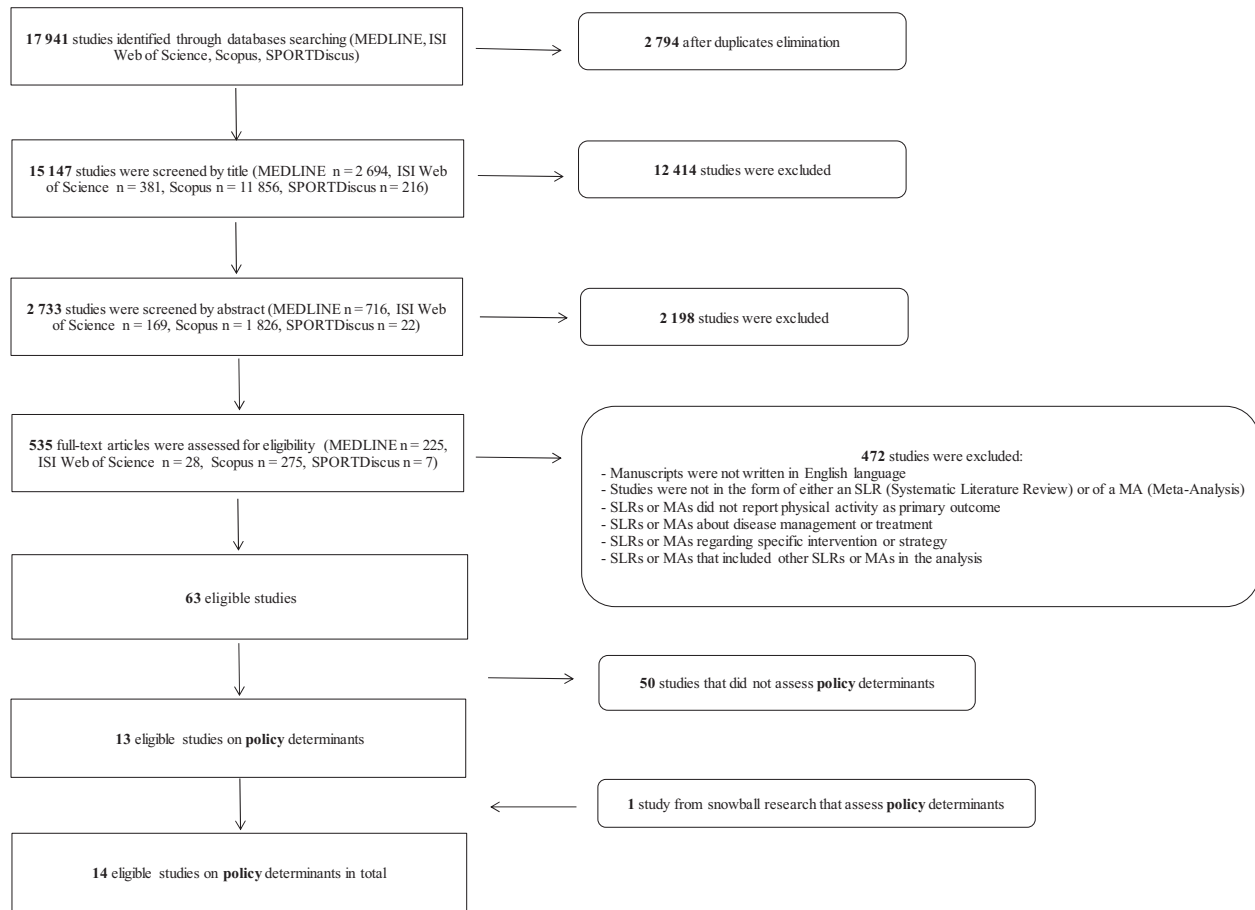 17 941 studies identified through databases searching (MEDLINE, ISI
Web of Science, Scopus, SPORTDiscus)
2 794 after duplicates elimination
15 147 studies were screened by title (MEDLINE n = 2 694, ISI Web
of Science n = 381, Scopus n = 11 856, SPORTDiscus n = 216)
12 414 studies were excluded
2 733 studies were screened by abstract (MEDLINE n = 716, ISI Web
of Science n = 169, Scopus n = 1 826, SPORTDiscus n = 22)
2 198 studies were excluded
535 full-text articles were assessed for eligibility (MEDLINE n = 225,
ISI Web of Science n = 28, Scopus n = 275, SPORTDiscus n = 7)
472 studies were excluded:
- Manuscripts were not written in English language
- Studies were not in the form of either an SLR (Systematic Literature Review) or of a MA (Meta-Analysis)
- SLRs or MAs did not report physical activity as primary outcome
- SLRs or MAs about disease management or treatment
- SLRs or MAs regarding specific intervention or strategy
- SLRs or MAs that included other SLRs or MAs in the analysis
63 eligible studies
50 studies that did not assess policy determinants
13 eligible studies on policy determinants
1 study from snowball research that assess policy determinants
14 eligible studies on policy determinants in total